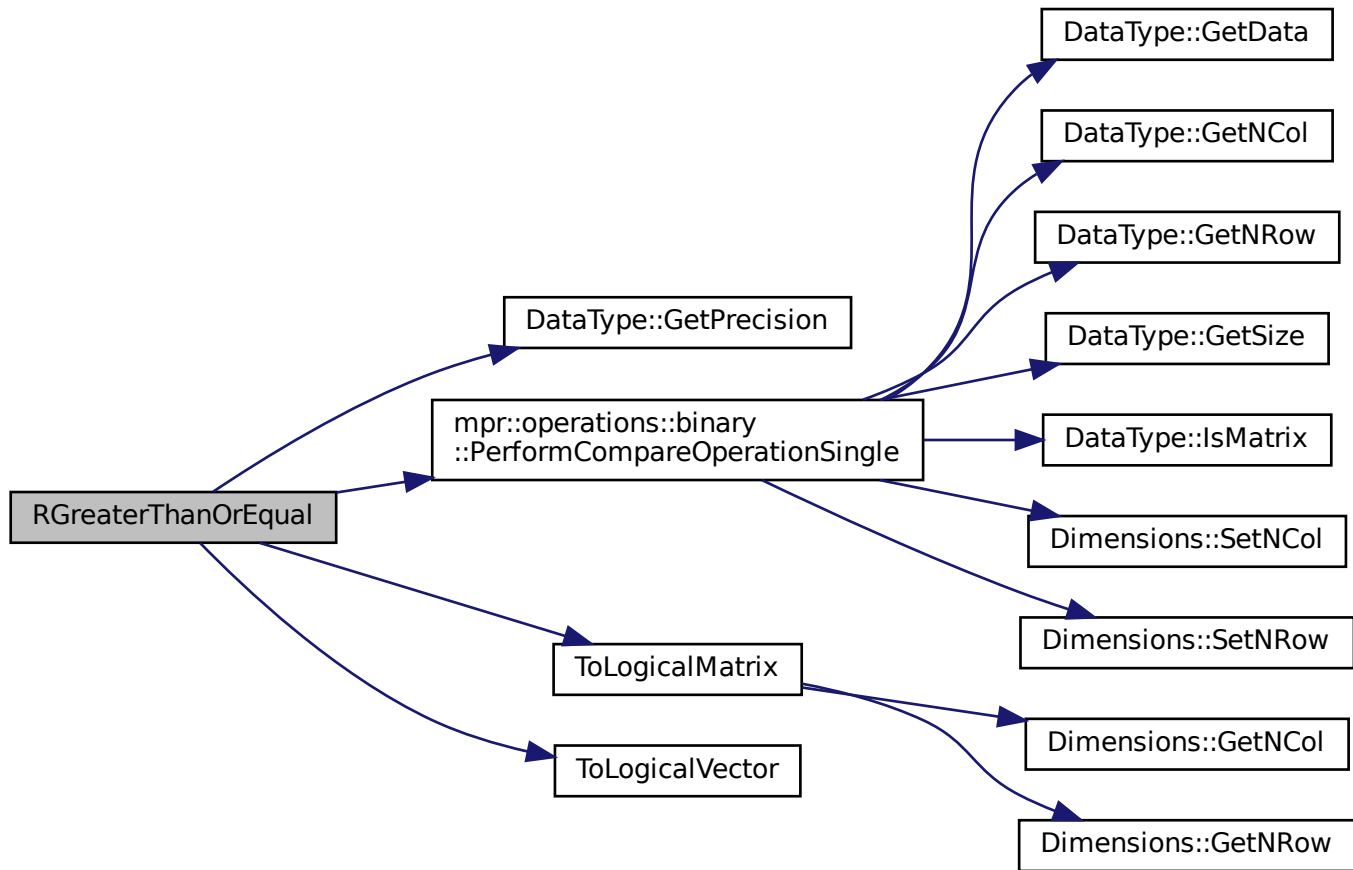 DataType::GetData
DataType::GetNCol
DataType::GetNRow
DataType::GetPrecision
DataType::GetSize
mpr::operations::binary
::PerformCompareOperationSingle
DataType::IsMatrix
RGreaterThanOrEqual
Dimensions::SetNCol
Dimensions::SetNRow
ToLogicalMatrix
Dimensions::GetNCol
ToLogicalVector
Dimensions::GetNRow